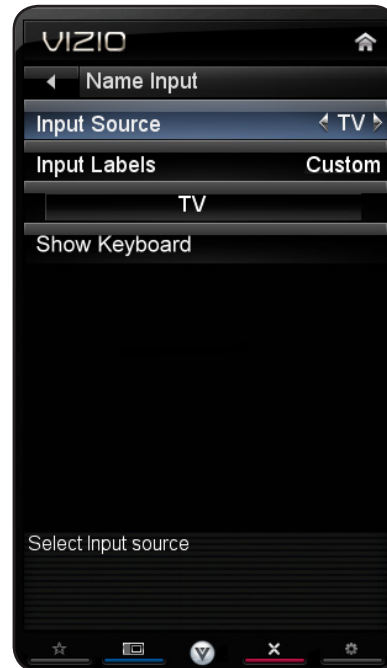 VIZIO
Name Input
Input Source TV
Input Labels Custom
TV
Show Keyboard
Select Input source
V